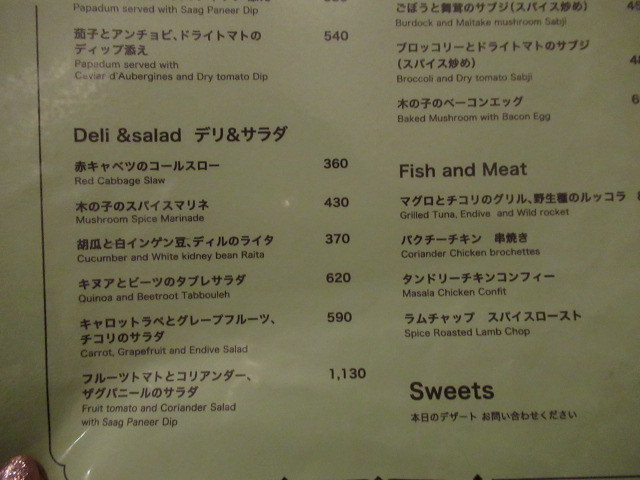 Papadum served with Saag Paneer Dip
茄子とアンチョビ、ドライトマトの 540
ディップ添え
Papadum served with
Caviar d'Aubergines and Dry tomato Dip
Deli &salad デリ&サラダ
赤キャベツのコールスロー 360
Red Cabbage Slaw
木の子のスパイスマリネ 430
Mushroom Spice Marinade
胡瓜と白インゲン豆、ディルのライタ 370
Cucumber and White kidney bean Raita
キヌアとビーツのタブレサラダ 620
Quinoa and Beetroot Tabbouleh
キャロットラペとグレープフルーツ、 590
チコリのサラダ
Carrot, Grapefruit and Endive Salad
フルーツトマトとコリアンダー、 1,130
ザグパニールのサラダ
Fruit tomato and Coriander Salad
with Saag Paneer Dip
ごぼうと舞茸のサブジ(スパイス炒め)
Burdock and Maitake mushroom Sabji
ブロッコリーとドライトマトのサブジ
(スパイス炒め)
Broccoli and Dry tomato Sabji
木の子のベーコンエッグ
Baked Mushroom with Bacon Egg
Fish and Meat
マグロとチコリのグリル、野生種のルッコラ
Grilled Tuna, Endive and Wild rocket
パクチーチキン 串焼き
Coriander Chicken brochettes
タンドリーチキンコンフィー
Masala Chicken Confit
ラムチャップ スパイスロースト
Spice Roasted Lamb Chop
Sweets
本日のデザート お問い合わせください